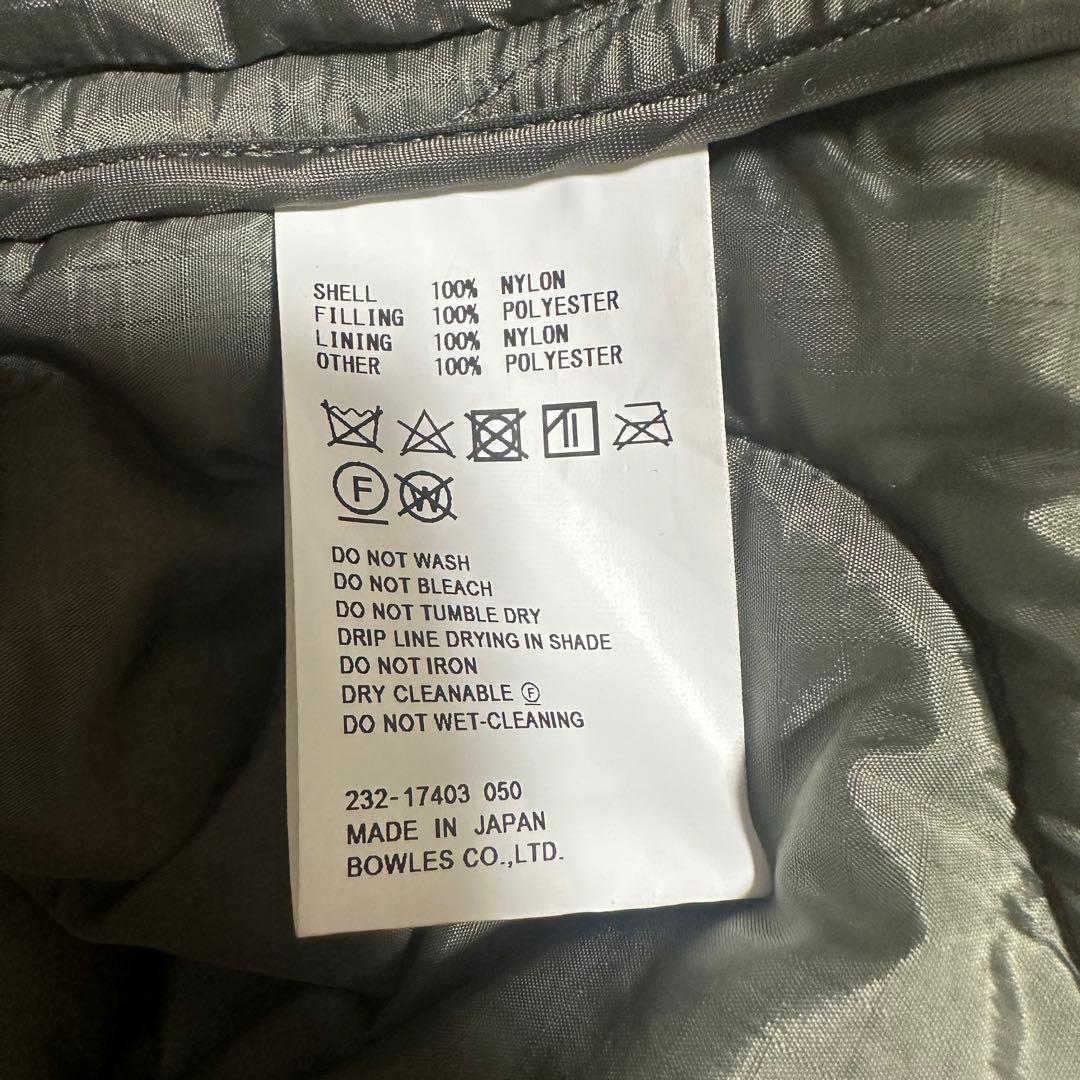 SHELL 100% NYLON
FILLING 100% POLYESTER
LINING 100% NYLON
OTHER 100% POLYESTER
F W
DO NOT WASH
DO NOT BLEACH
DO NOT TUMBLE DRY
DRIP LINE DRYING IN SHADE
DO NOT IRON
DRY CLEANABLE Ⓕ
DO NOT WET-CLEANING
232-17403 050
MADE IN JAPAN
BOWLES CO.,LTD.